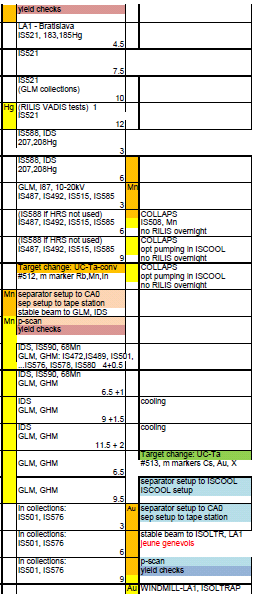 yield checks
LA1 - Bratislava
IS521, 183,185Hg
4.5
IS521
7.5
IS521
(GLM collections)
10
Hg
(RILIS VADIS tests) 1
IS521
12
IS588, IDS
207,208Hg
3
IS588, IDS
207,208Hg
6
GLM, I87, 10-20kV
IS487, IS492, IS515, IS585
3
Mn
(IS588 if HRS not used)
IS487, IS492, IS515, IS585
6
COLLAPS
IS508, Mn
no RILIS overnight
(IS588 if HRS not used)
IS487, IS492, IS515, IS585
9
COLLAPS
opt pumping in ISCOOL
no RILIS overnight
Target change: UC-Ta-conv
#512, m marker Rb,Mn,In
COLLAPS
opt pumping in ISCOOL
no RILIS overnight
Mn
separator setup to CA0
sep setup to tape station
stable beam to GLM, IDS
Mn
p-scan
yield checks
IDS, IS590, 66Mn
GLM, GHM: IS472,IS489, IS501,
...IS576, IS578, IS580 4+0.5
IDS, IS590, 66Mn
GLM, GHM
6.5 +1
IDS
GLM, GHM
9 +1.5
cooling
IDS
GLM, GHM
11.5 + 2
cooling
GLM, GHM
6.5
Target change: UC-Ta
#513, m markers Cs, Au, X
GLM, GHM
9.5
separator setup to ISCOOL
ISCOOL setup
In collections:
IS501, IS576
3
Au
separator setup to CA0
sep setup to tape station
In collections:
IS501, IS576
6
stable beam to ISOLTR, LA1
jeune genevois
In collections:
IS501, IS576
9
p-scan
yield checks
Au
WINDMILL-LA1, ISOLTRAP